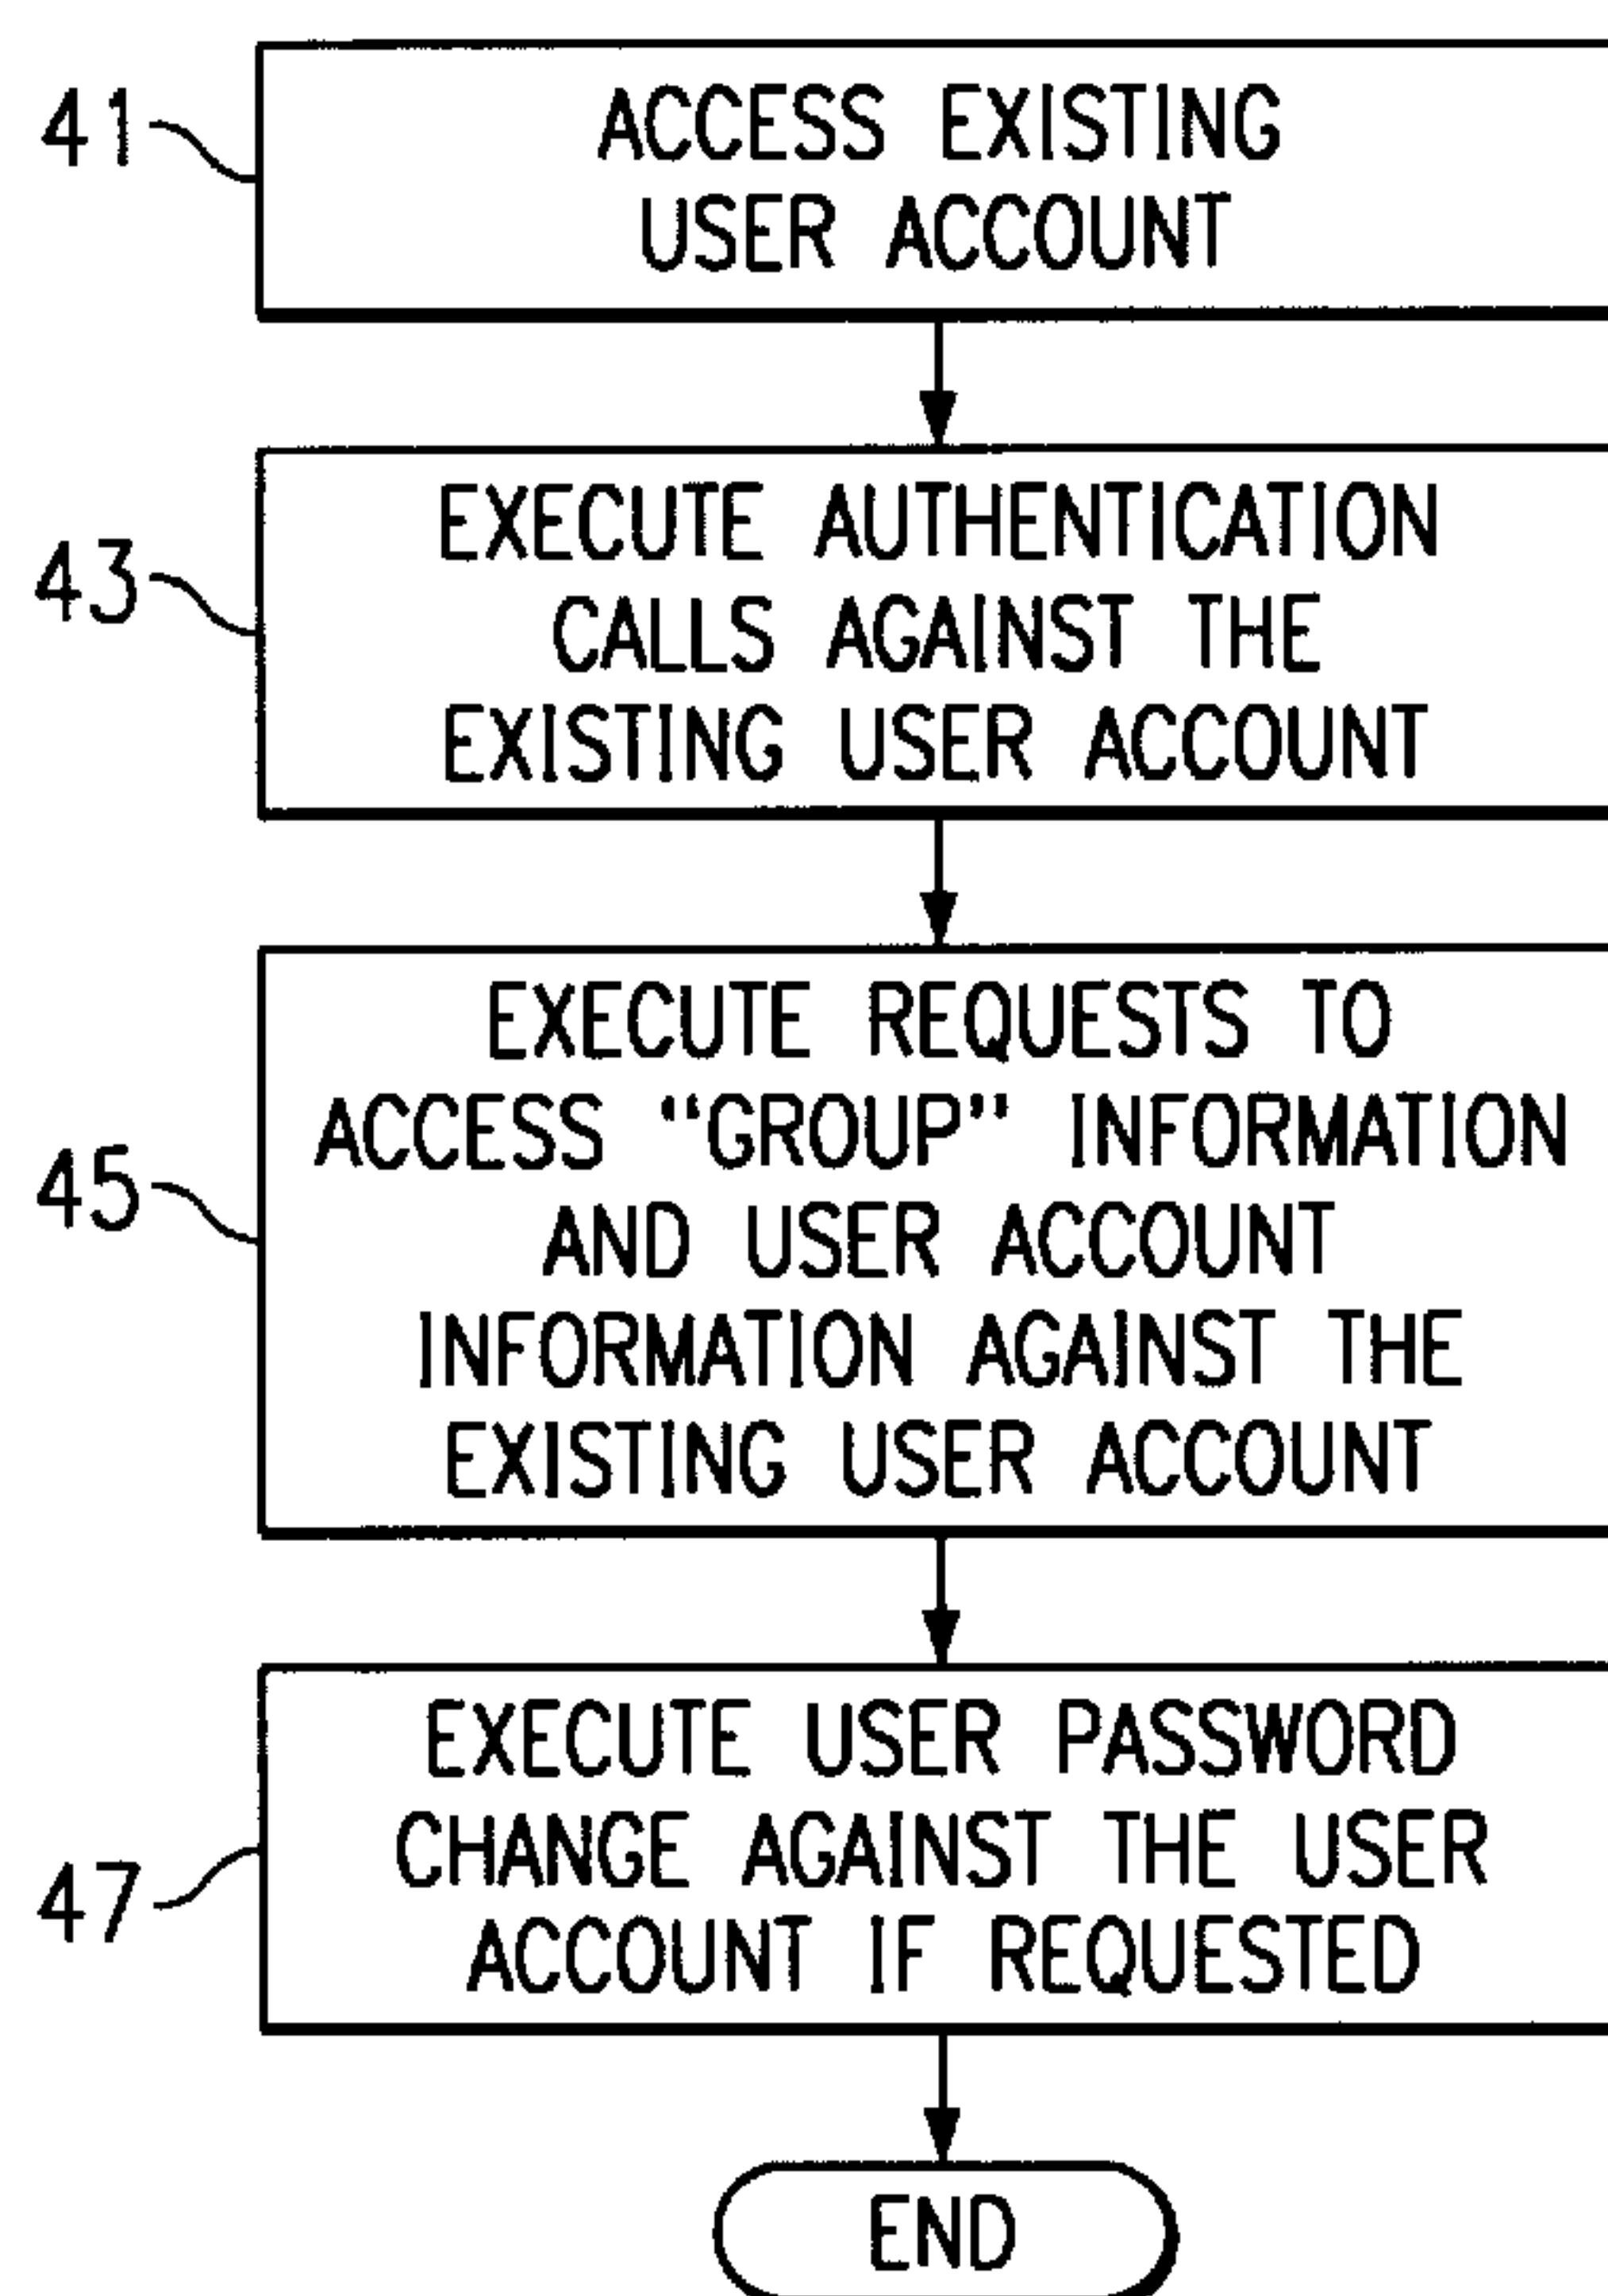 41
ACCESS EXISTING
USER ACCOUNT
43
EXECUTE AUTHENTICATION
CALLS AGAINST THE
EXISTING USER ACCOUNT
45
EXECUTE REQUESTS TO
ACCESS "GROUP" INFORMATION
AND USER ACCOUNT
INFORMATION AGAINST THE
EXISTING USER ACCOUNT
47
EXECUTE USER PASSWORD
CHANGE AGAINST THE USER
ACCOUNT IF REQUESTED
END